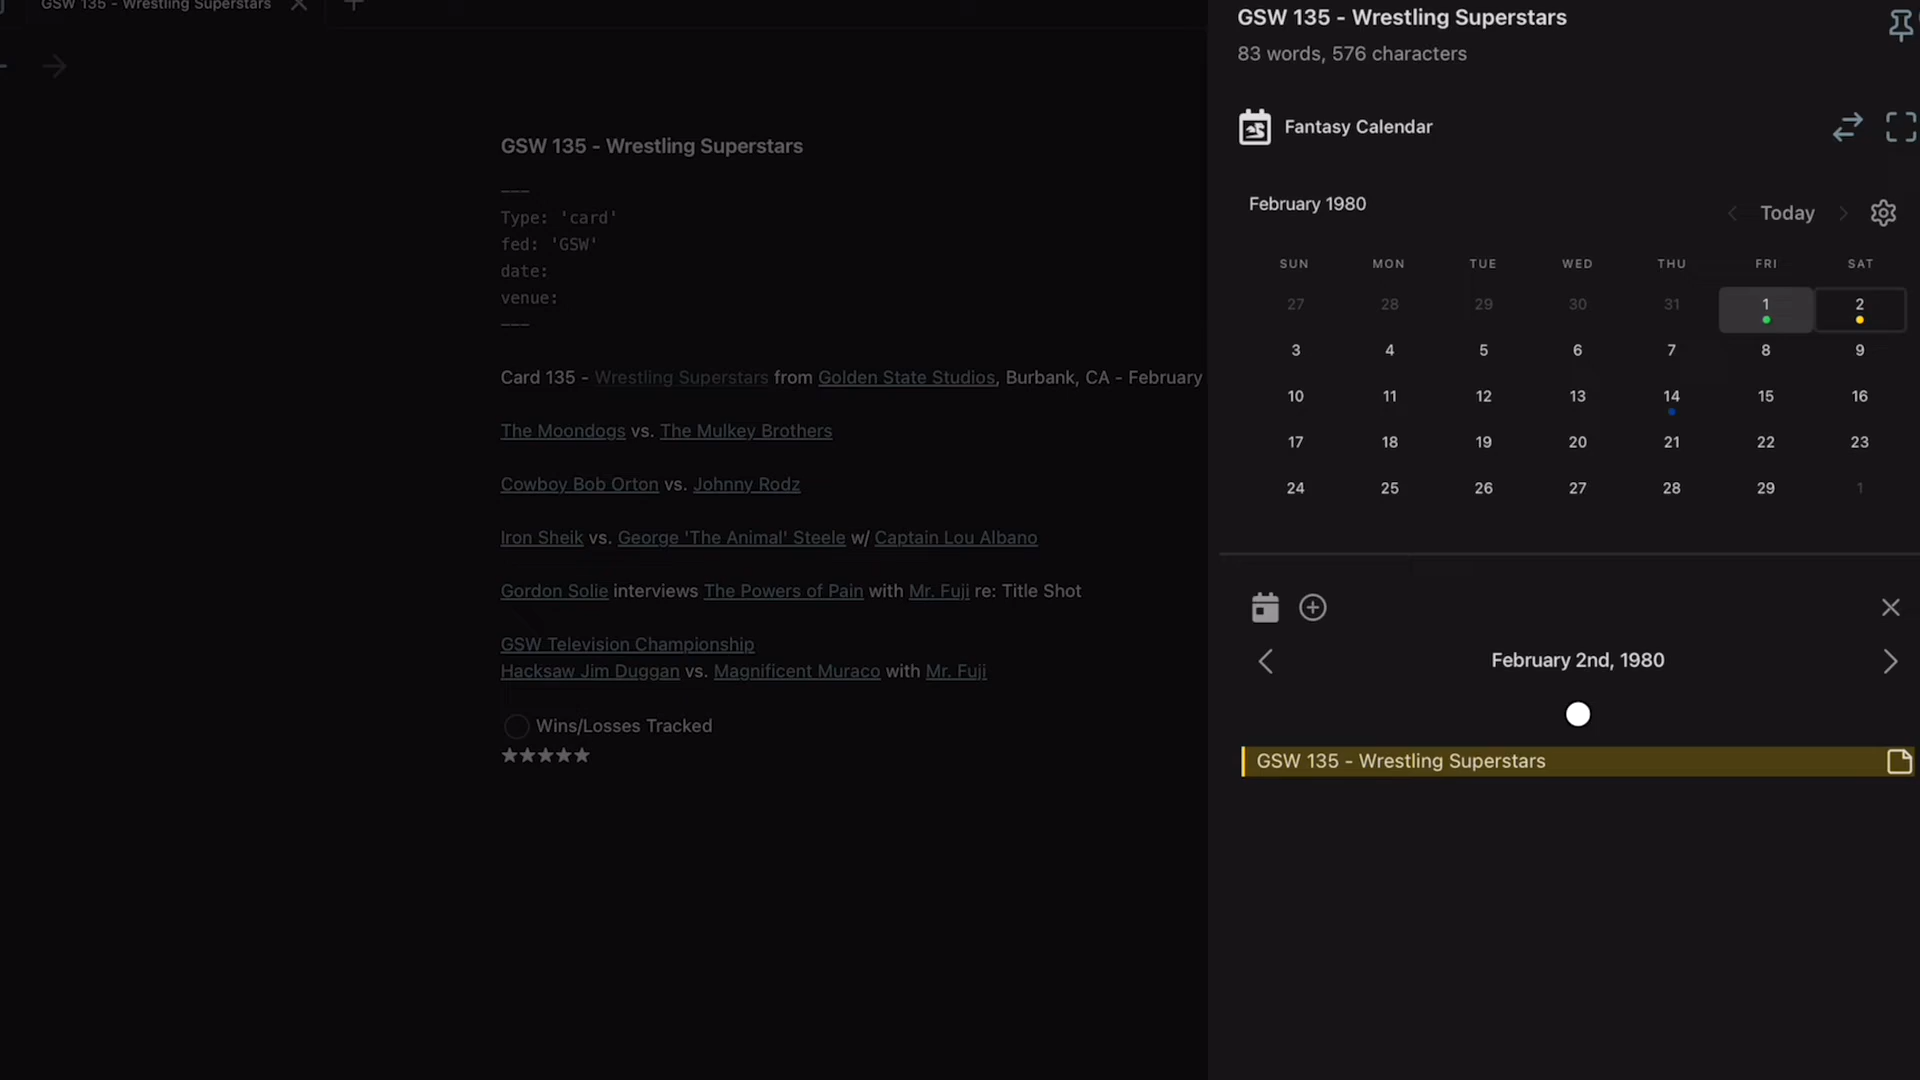 GSW 135 - Wrestling Superstars
GSW 135 - Wrestling Superstars
———
Type: 'card'
fed: 'GSW'
date:
venue:
———
Card 135 - Wrestling Superstars from Golden State Studios, Burbank, CA - February
The Moondogs vs. The Mulkey Brothers
Cowboy Bob Orton vs. Johnny Rodz
Iron Sheik vs. George 'The Animal' Steele w/ Captain Lou Albano
Gordon Solie interviews The Powers of Pain with Mr. Fuji re: Title Shot
GSW Television Championship
Hacksaw Jim Duggan vs. Magnificent Muraco with Mr. Fuji
Wins/Losses Tracked
★★★★★
GSW 135 - Wrestling Superstars
83 words, 576 characters
Fantasy Calendar
February 1980
Today
SUN MON TUE WED THU FRI SAT
27 28 29 30 31 1 2
3 4 5 6 7 8 9
10 11 12 13 14 15 16
17 18 19 20 21 22 23
24 25 26 27 28 29 1
February 2nd, 1980
GSW 135 - Wrestling Superstars